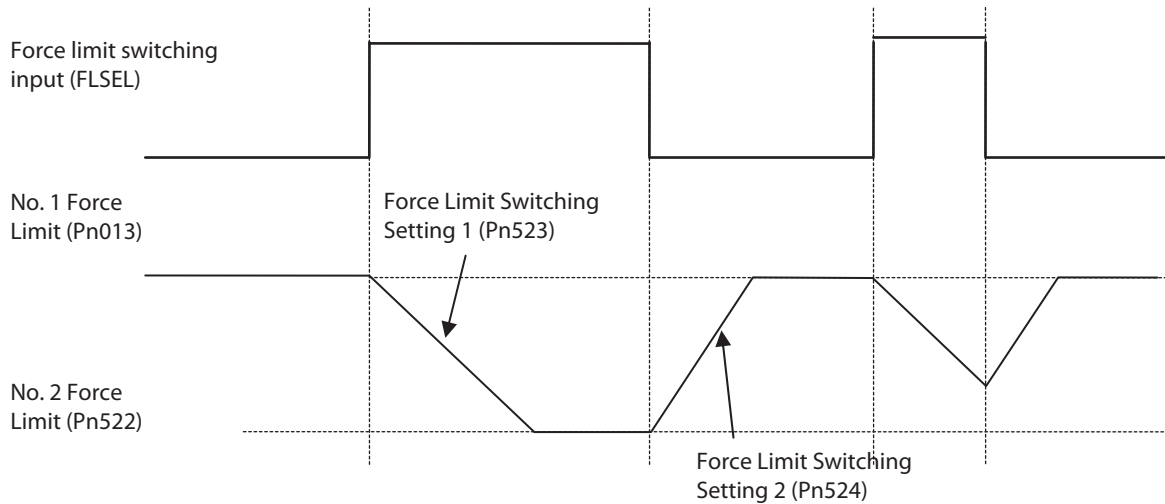 Force limit switching
input (FLSEL)
No. 1 Force
Limit (Pn013)
Force Limit Switching
Setting 1 (Pn523)
No. 2 Force
Limit (Pn522)
Force Limit Switching
Setting 2 (Pn524)